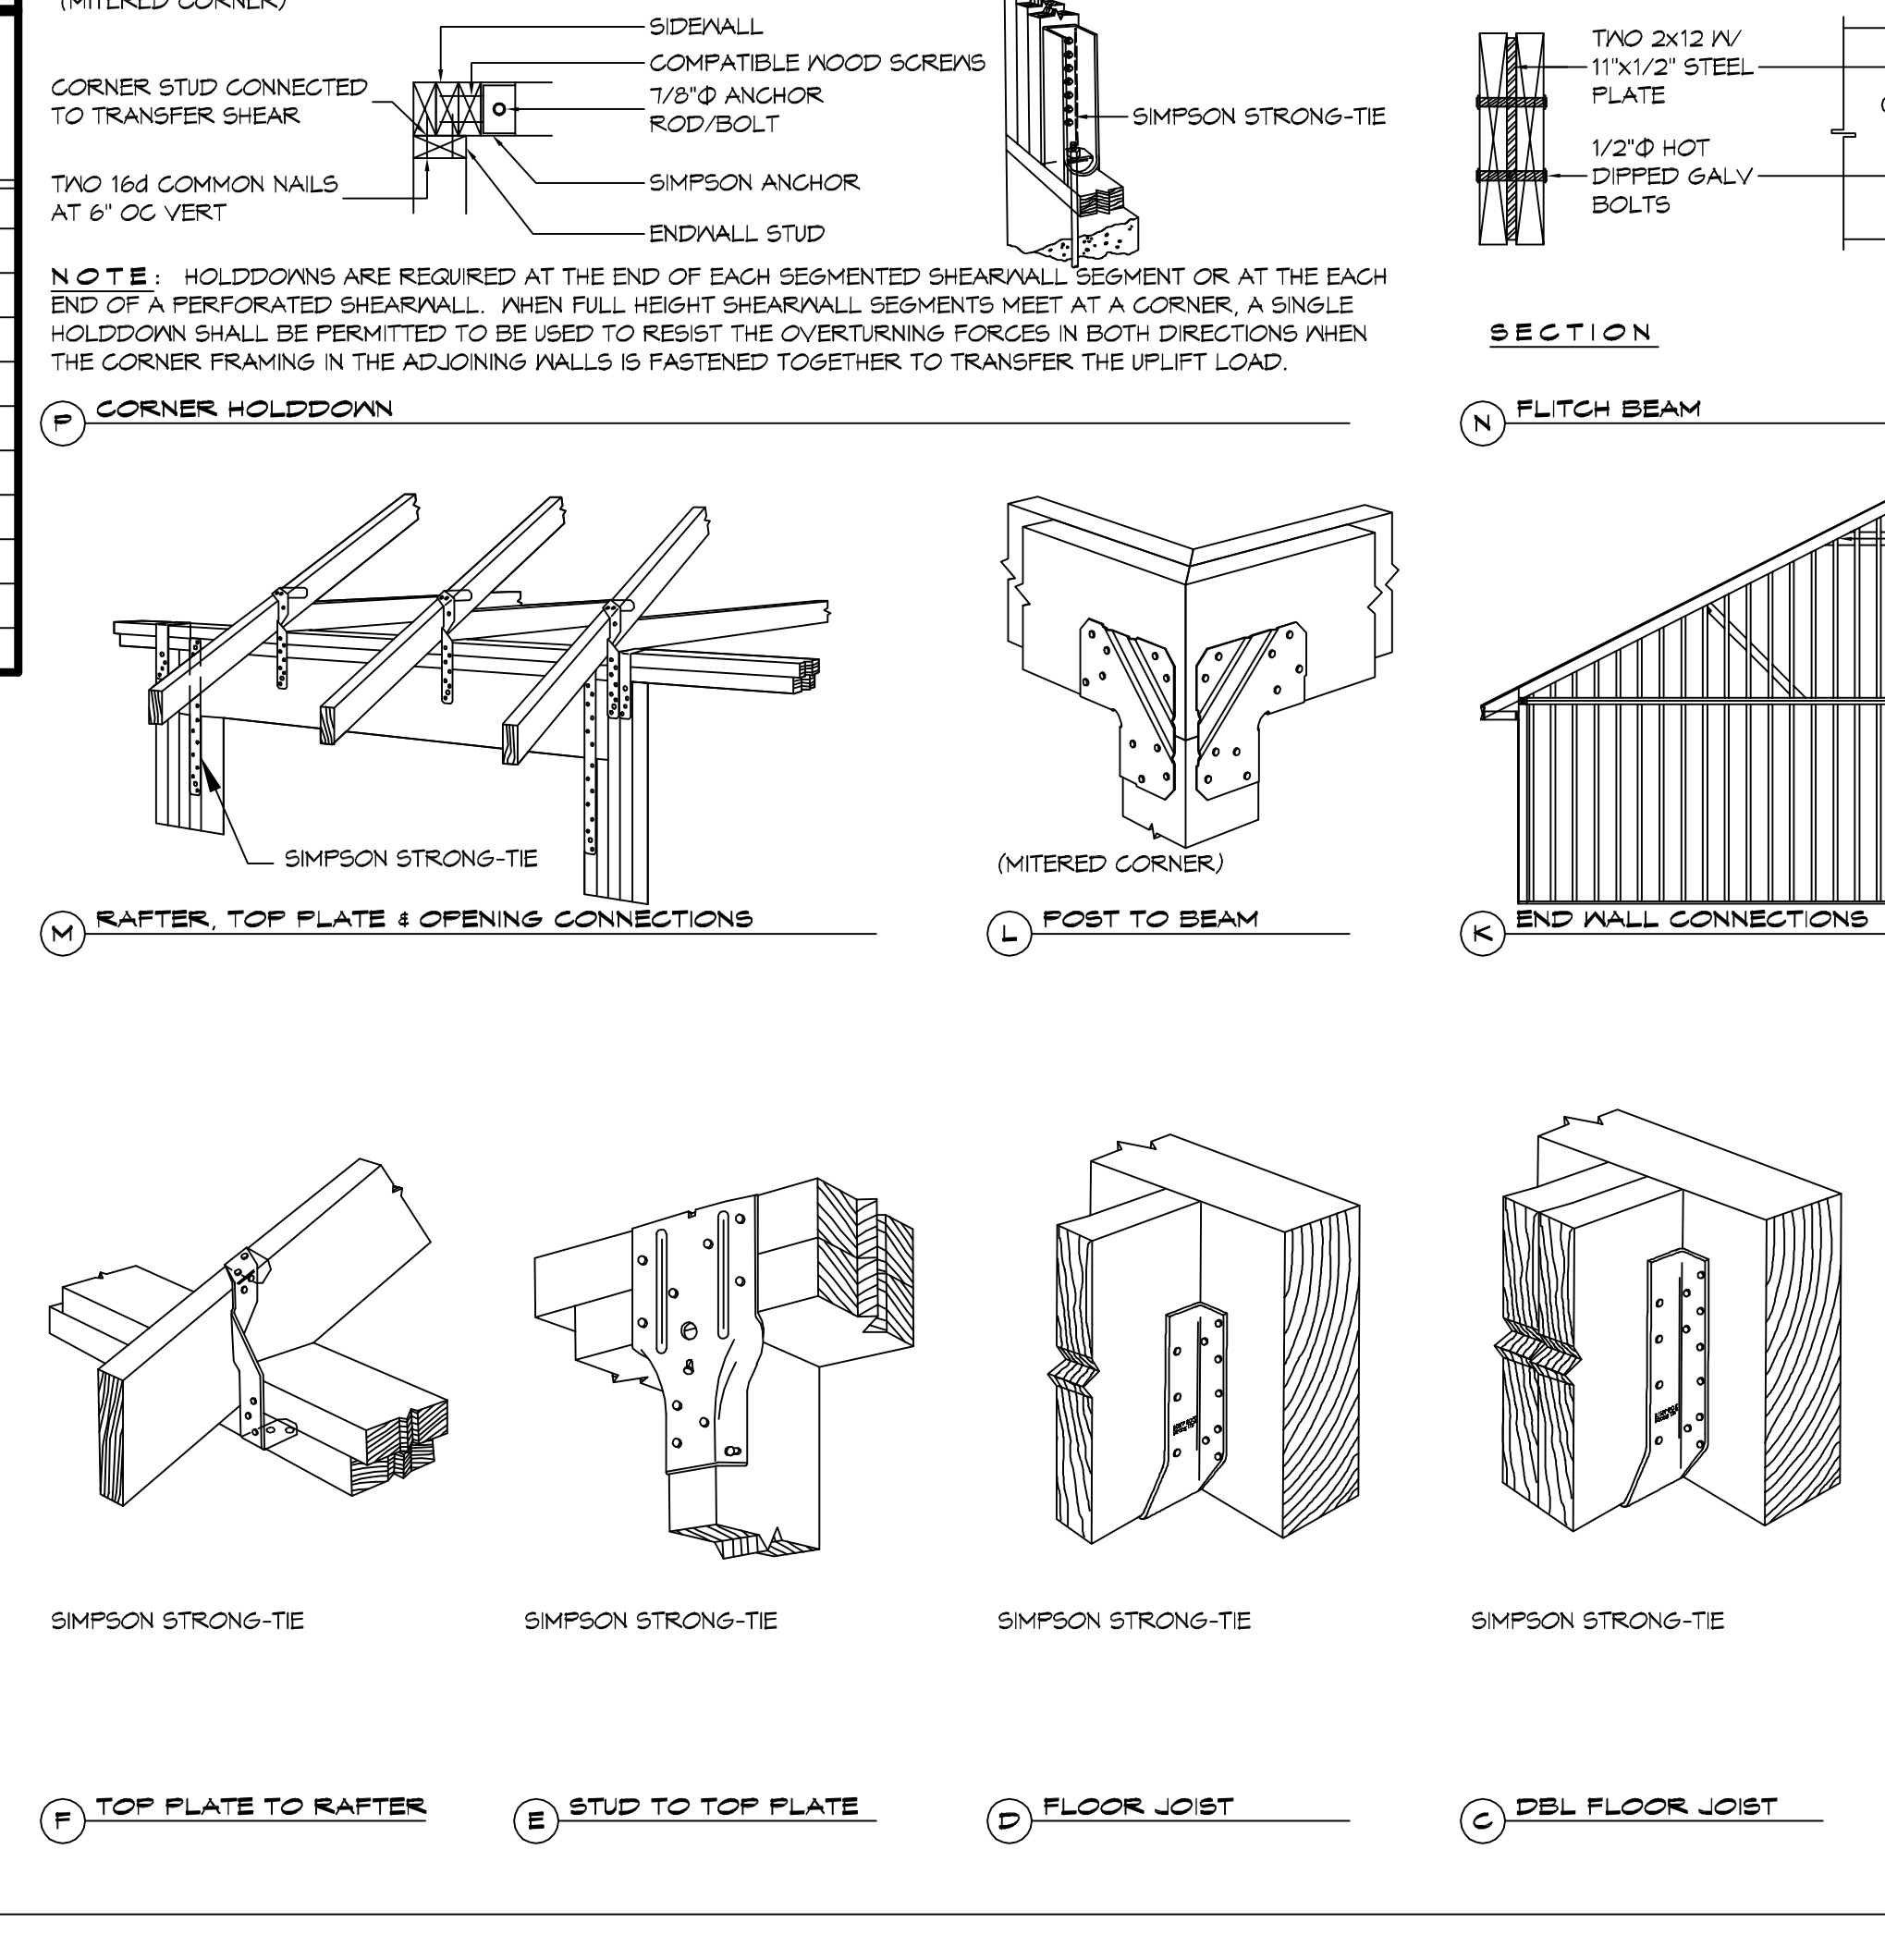 (MITERED CORNER)
SIDEWALL
COMPATIBLE WOOD SCREWS
7/8"Φ ANCHOR
ROD/BOLT
SIMPSON ANCHOR
ENDWALL STUD
CORNER STUD CONNECTED
TO TRANSFER SHEAR
TWO 16d COMMON NAILS
AT 6" OC VERT
SIMPSON STRONG-TIE
NOTE: HOLDDOWNS ARE REQUIRED AT THE END OF EACH SEGMENTED SHEARWALL SEGMENT OR AT THE EACH
END OF A PERFORATED SHEARWALL. WHEN FULL HEIGHT SHEARWALL SEGMENTS MEET AT A CORNER, A SINGLE
HOLDDOWN SHALL BE PERMITTED TO BE USED TO RESIST THE OVERTURNING FORCES IN BOTH DIRECTIONS WHEN
THE CORNER FRAMING IN THE ADJOINING WALLS IS FASTENED TOGETHER TO TRANSFER THE UPLIFT LOAD.
P CORNER HOLDDOWN
TWO 2x12 W/
11"x1/2" STEEL
PLATE
1/2"Φ HOT
DIPPED GALV
BOLTS
SECTION
N FLITCH BEAM
SIMPSON STRONG-TIE
M RAFTER, TOP PLATE & OPENING CONNECTIONS
(MITERED CORNER)
L POST TO BEAM
K END WALL CONNECTIONS
SIMPSON STRONG-TIE
F TOP PLATE TO RAFTER
SIMPSON STRONG-TIE
E STUD TO TOP PLATE
SIMPSON STRONG-TIE
D FLOOR JOIST
SIMPSON STRONG-TIE
C DBL FLOOR JOIST